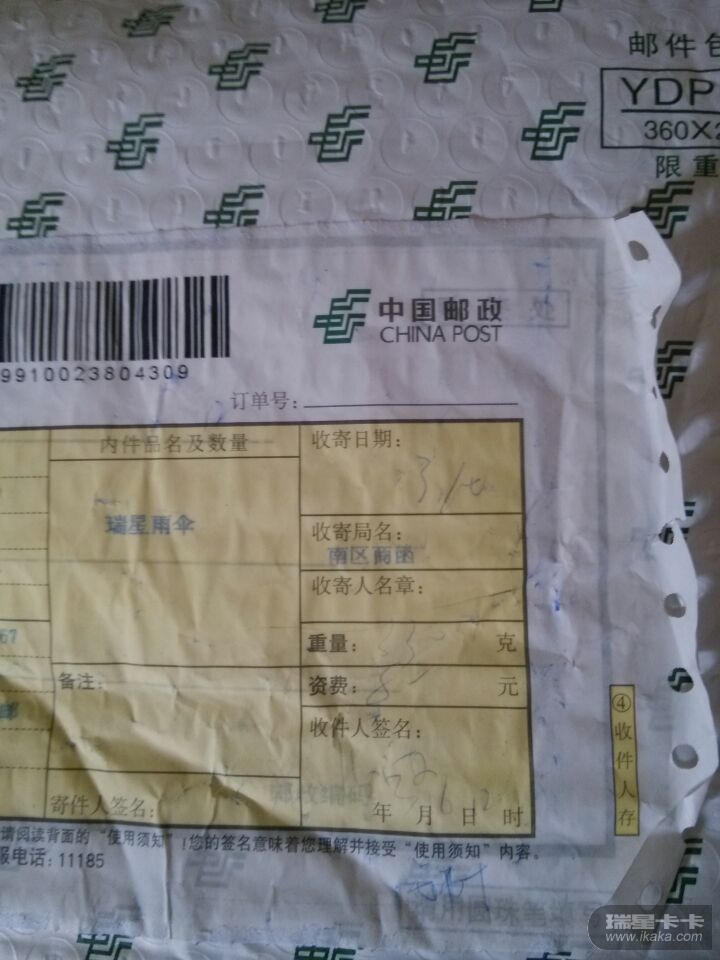 邮件包
YDP
360×2
限重
中国邮政
CHINA POST
9910023804309
订单号：
内件品名及数量
收寄日期：
瑞星雨伞
收寄局名：
南区商函
收寄人名章：
67
重量： 克
备注：
资费： 元
收件人签名：
④收件人存
寄件人签名：
年 月 日 时
请阅读背面的“使用须知”！您的签名意味着您理解并接受“使用须知”内容。
服电话：11185
瑞星卡卡
www.ikaka.com